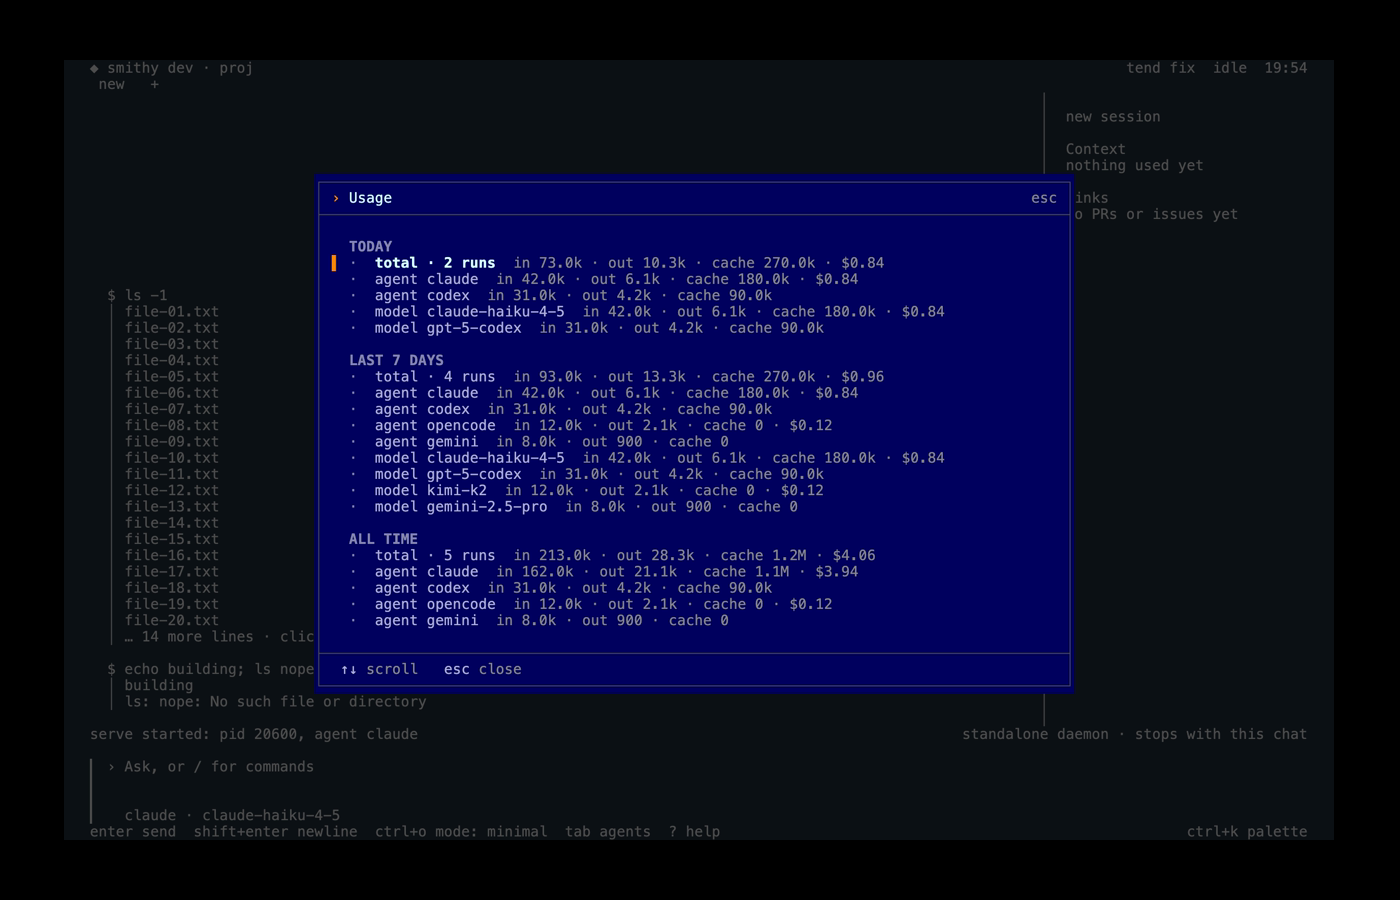 ◆ smithy dev · proj    tend fix  idle  19:54
new   +
new session
Context
nothing used yet
inks
o PRs or issues yet
› Usage    esc
TODAY
·  total · 2 runs  in 73.0k · out 10.3k · cache 270.0k · $0.84
·  agent claude  in 42.0k · out 6.1k · cache 180.0k · $0.84
·  agent codex  in 31.0k · out 4.2k · cache 90.0k
·  model claude-haiku-4-5  in 42.0k · out 6.1k · cache 180.0k · $0.84
·  model gpt-5-codex  in 31.0k · out 4.2k · cache 90.0k
LAST 7 DAYS
·  total · 4 runs  in 93.0k · out 13.3k · cache 270.0k · $0.96
·  agent claude  in 42.0k · out 6.1k · cache 180.0k · $0.84
·  agent codex  in 31.0k · out 4.2k · cache 90.0k
·  agent opencode  in 12.0k · out 2.1k · cache 0 · $0.12
·  agent gemini  in 8.0k · out 900 · cache 0
·  model claude-haiku-4-5  in 42.0k · out 6.1k · cache 180.0k · $0.84
·  model gpt-5-codex  in 31.0k · out 4.2k · cache 90.0k
·  model kimi-k2  in 12.0k · out 2.1k · cache 0 · $0.12
·  model gemini-2.5-pro  in 8.0k · out 900 · cache 0
ALL TIME
·  total · 5 runs  in 213.0k · out 28.3k · cache 1.2M · $4.06
·  agent claude  in 162.0k · out 21.1k · cache 1.1M · $3.94
·  agent codex  in 31.0k · out 4.2k · cache 90.0k
·  agent opencode  in 12.0k · out 2.1k · cache 0 · $0.12
·  agent gemini  in 8.0k · out 900 · cache 0
↑↓ scroll   esc close
$ ls -1
file-01.txt
file-02.txt
file-03.txt
file-04.txt
file-05.txt
file-06.txt
file-07.txt
file-08.txt
file-09.txt
file-10.txt
file-11.txt
file-12.txt
file-13.txt
file-14.txt
file-15.txt
file-16.txt
file-17.txt
file-18.txt
file-19.txt
file-20.txt
… 14 more lines · clic
$ echo building; ls nope
building
ls: nope: No such file or directory
serve started: pid 20600, agent claude    standalone daemon · stops with this chat
› Ask, or / for commands
claude · claude-haiku-4-5
enter send  shift+enter newline  ctrl+o mode: minimal  tab agents  ? help    ctrl+k palette